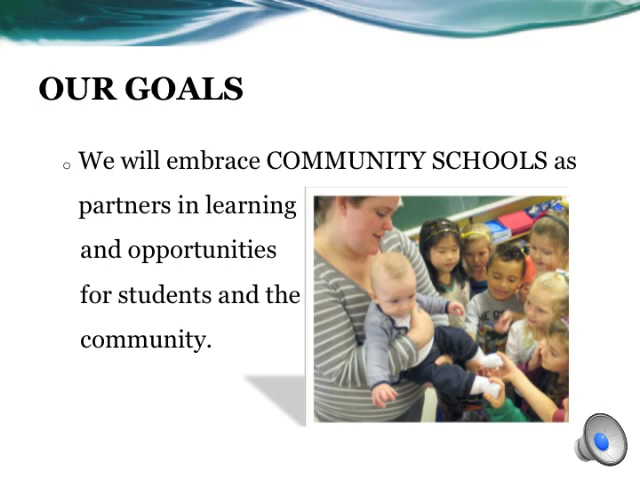 OUR GOALS
We will embrace COMMUNITY SCHOOLS as
partners in learning
and opportunities
for students and the
community.